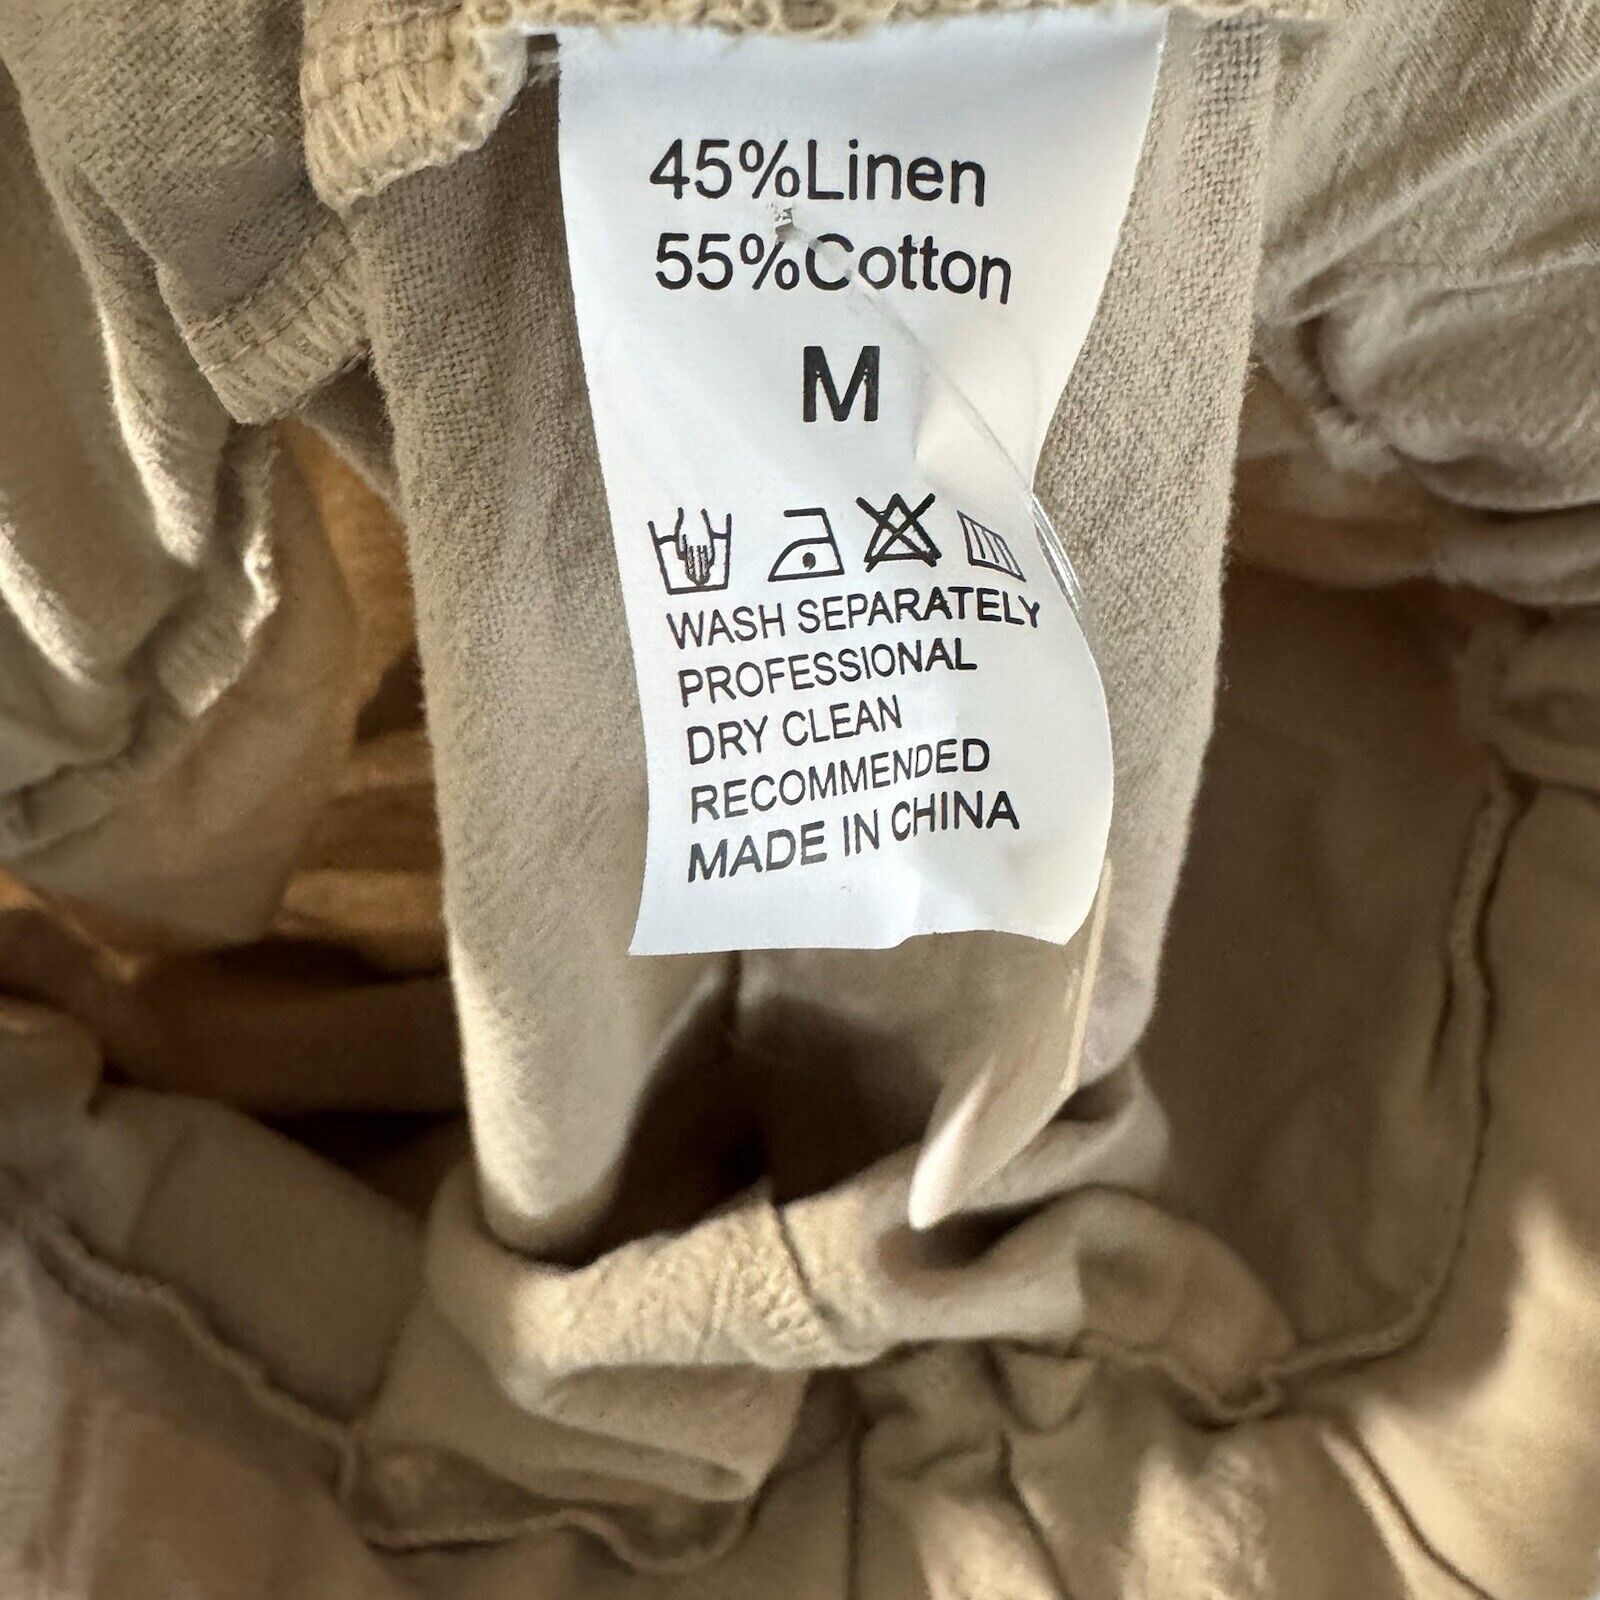 45%Linen
55%Cotton
M
WASH SEPARATELY
PROFESSIONAL
DRY CLEAN
RECOMMENDED
MADE IN CHINA